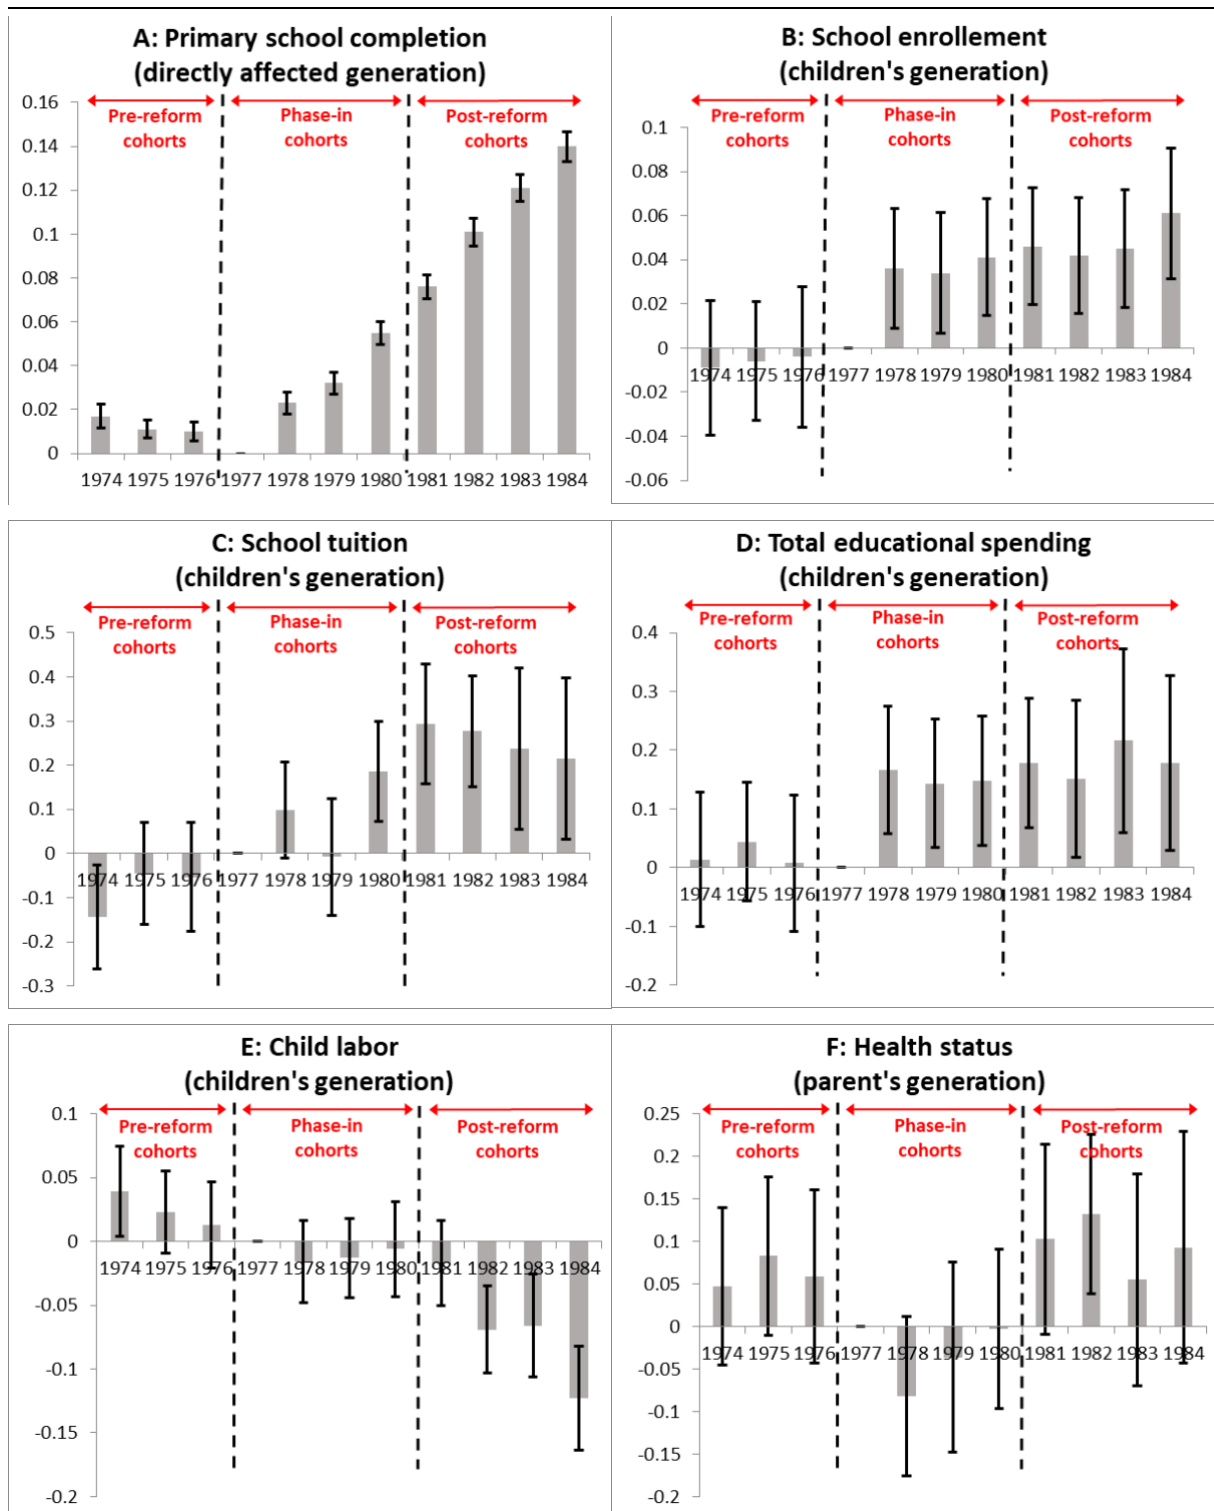 A: Primary school completion
(directly affected generation)
Pre-reform cohorts
Phase-in cohorts
Post-reform cohorts
0.16
0.14
0.12
0.1
0.08
0.06
0.04
0.02
0
1974 1975 1976 1977 1978 1979 1980 1981 1982 1983 1984
B: School enrollement
(children's generation)
Pre-reform cohorts
Phase-in cohorts
Post-reform cohorts
0.1
0.08
0.06
0.04
0.02
0
-0.02
-0.04
-0.06
1974 1975 1976 1977 1978 1979 1980 1981 1982 1983 1984
C: School tuition
(children's generation)
Pre-reform cohorts
Phase-in cohorts
Post-reform cohorts
0.5
0.4
0.3
0.2
0.1
0
-0.1
-0.2
-0.3
1974 1975 1976 1977 1978 1979 1980 1981 1982 1983 1984
D: Total educational spending
(children's generation)
Pre-reform cohorts
Phase-in cohorts
Post-reform cohorts
0.4
0.3
0.2
0.1
0
-0.1
-0.2
1974 1975 1976 1977 1978 1979 1980 1981 1982 1983 1984
E: Child labor
(children's generation)
Pre-reform cohorts
Phase-in cohorts
Post-reform cohorts
0.1
0.05
0
-0.05
-0.1
-0.15
-0.2
1974 1975 1976 1977 1978 1979 1980 1981 1982 1983 1984
F: Health status
(parent's generation)
Pre-reform cohorts
Phase-in cohorts
Post-reform cohorts
0.25
0.2
0.15
0.1
0.05
0
-0.05
-0.1
-0.15
-0.2
1974 1975 1976 1977 1978 1979 1980 1981 1982 1983 1984